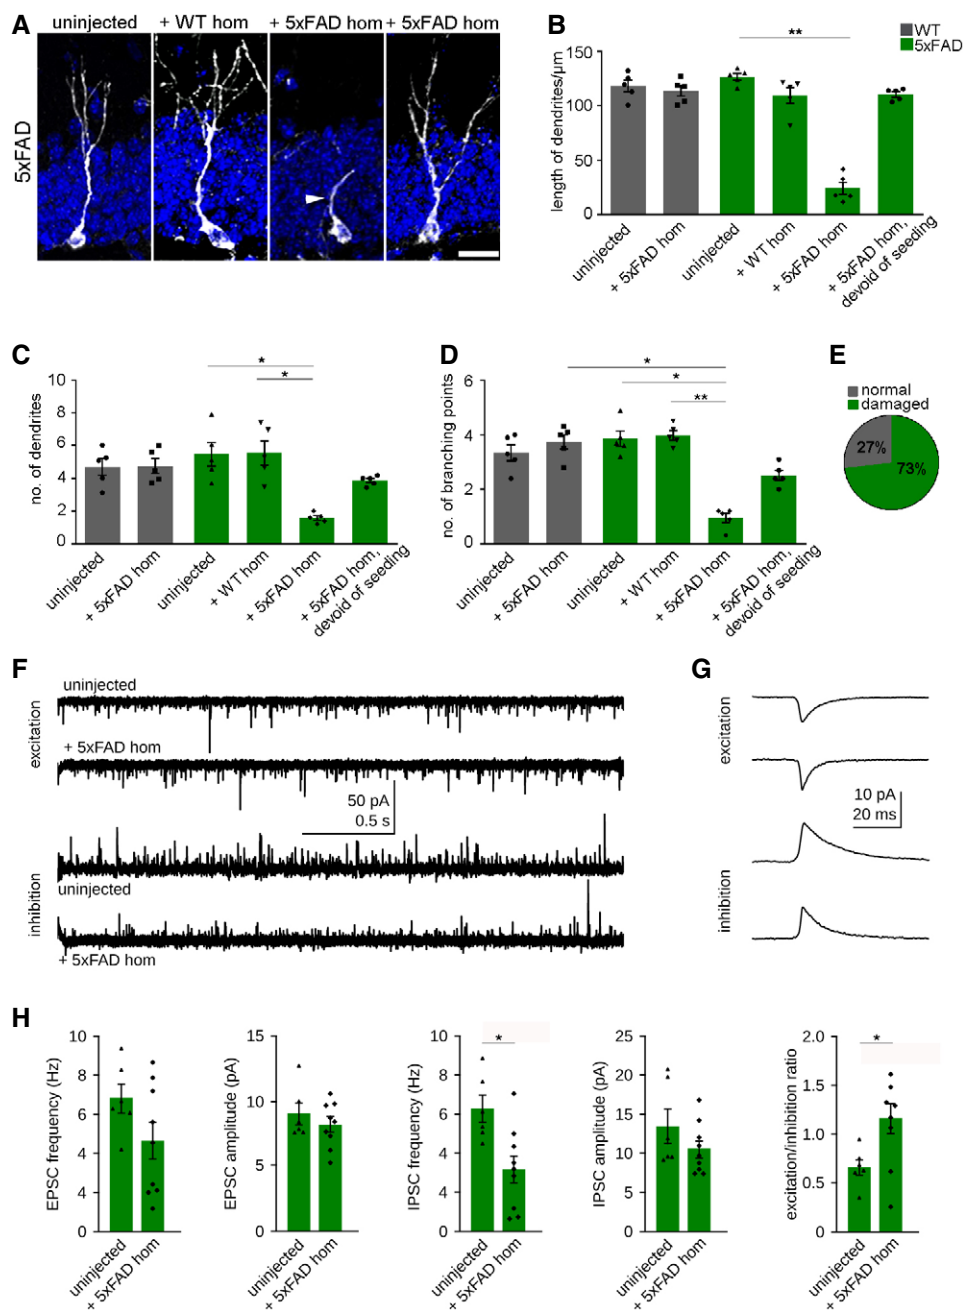 A
uninjected
+ WT hom
+ 5xFAD hom
+ 5xFAD hom
5xFAD
B
WT
5xFAD
**
length of dendrites/µm
150
100
50
0
uninjected
+ 5xFAD hom
uninjected
+ WT hom
+ 5xFAD hom
+ 5xFAD hom,
devoid of seeding
C
*
*
no. of dendrites
10
8
6
4
2
0
uninjected
+ 5xFAD hom
uninjected
+ WT hom
+ 5xFAD hom
+ 5xFAD hom,
devoid of seeding
D
*
*
**
no. of branching points
6
4
2
0
uninjected
+ 5xFAD hom
uninjected
+ WT hom
+ 5xFAD hom
+ 5xFAD hom,
devoid of seeding
E
normal
damaged
27%
73%
F
excitation
uninjected
+ 5xFAD hom
50 pA
0.5 s
inhibition
uninjected
+ 5xFAD hom
G
excitation
10 pA
20 ms
inhibition
H
EPSC frequency (Hz)
10
8
6
4
4
0
uninjected
+ 5xFAD hom
EPSC amplitude (pA)
15
10
5
0
uninjected
+ 5xFAD hom
IPSC frequency (Hz)
10
8
6
4
4
0
*
uninjected
+ 5xFAD hom
IPSC amplitude (pA)
25
20
15
10
5
0
uninjected
+ 5xFAD hom
excitation/inhibition ratio
2.0
1.5
1.0
0.5
0
*
uninjected
+ 5xFAD hom